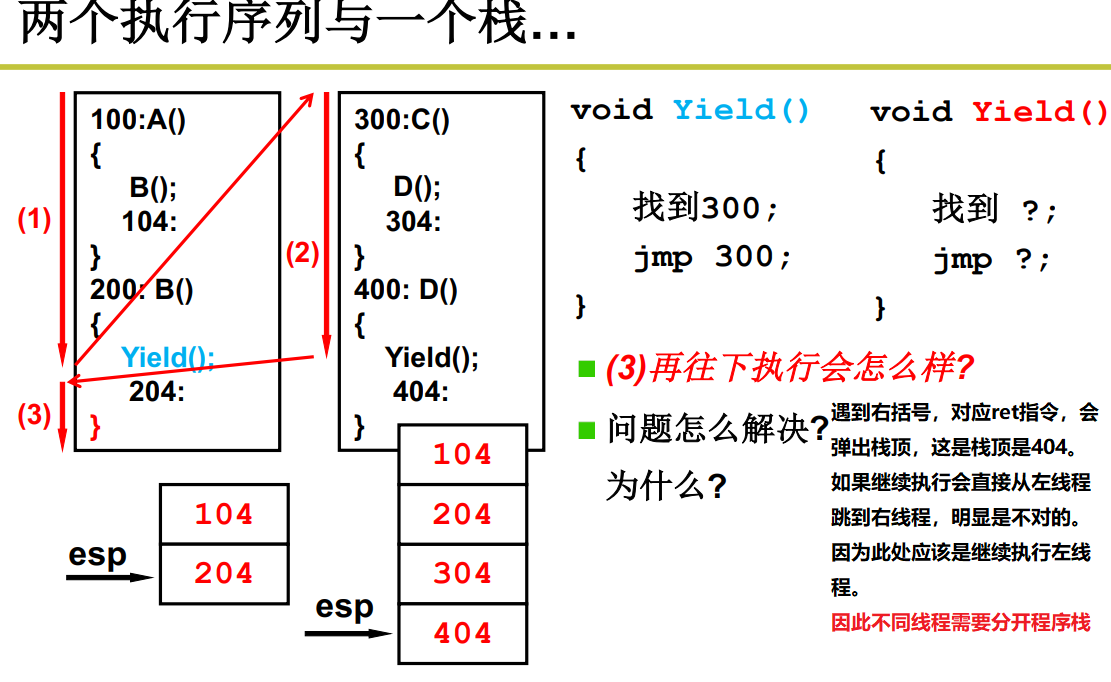 两个执行序列与一个栈…
100:A()
{
B();
104:
}
200: B()
{
Yield();
204:
}
(1)
(3)
300:C()
{
D();
304:
}
400: D()
{
Yield();
404:
}
(2)
void Yield()
{
找到300;
jmp 300;
}
void Yield()
{
找到 ?;
jmp ?;
}
(3)再往下执行会怎么样?
问题怎么解决?
为什么?
遇到右括号，对应ret指令，会
弹出栈顶，这是栈顶是404。
如果继续执行会直接从左线程
跳到右线程，明显是不对的。
因为此处应该是继续执行左线
程。
因此不同线程需要分开程序栈
esp
104
204
esp
104
204
304
404